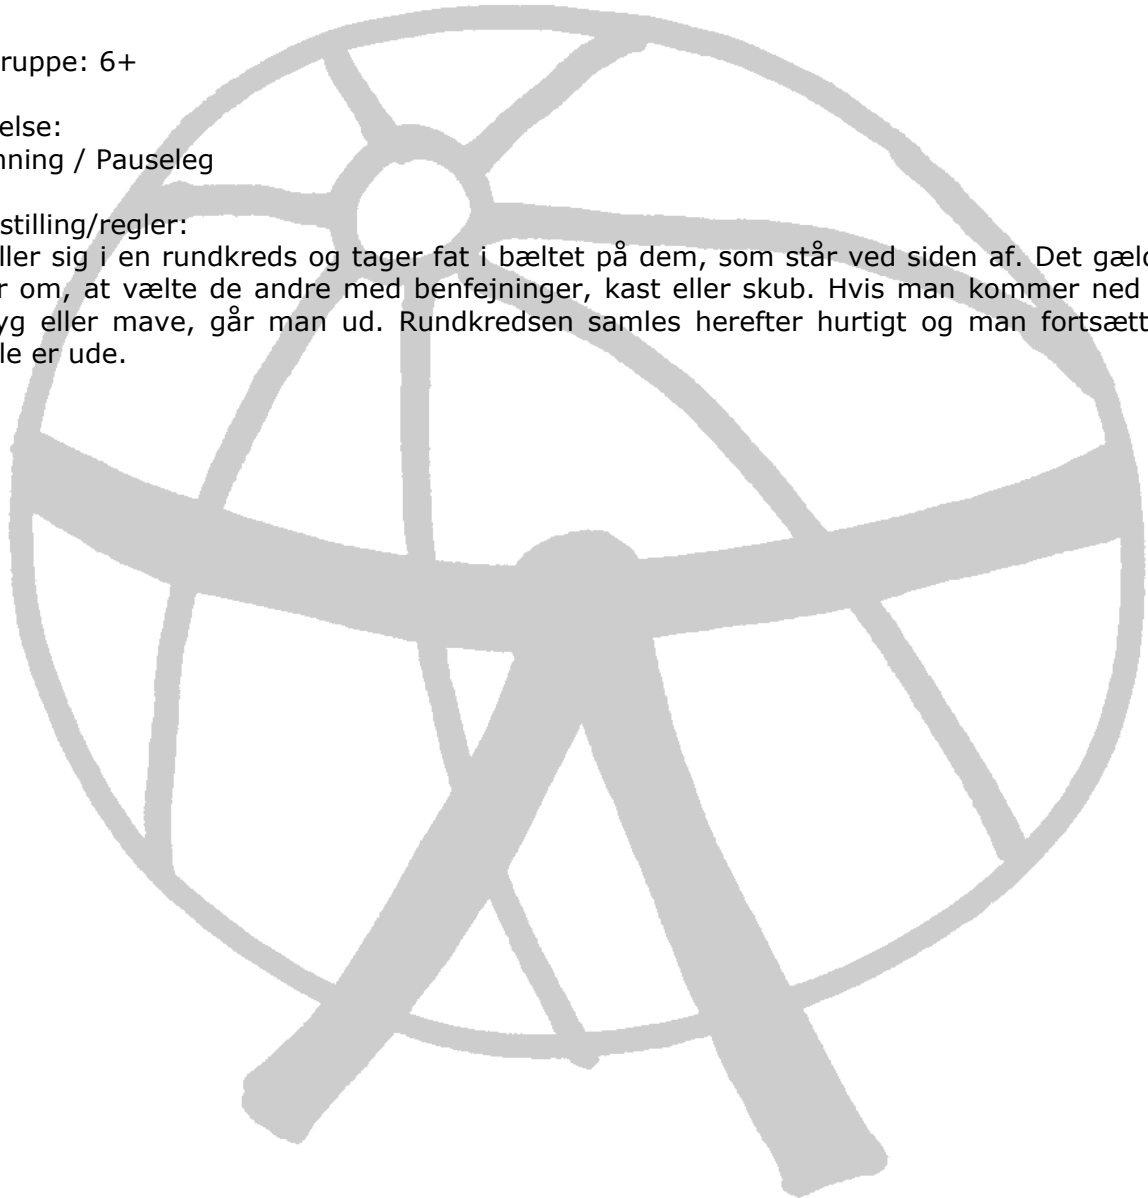 ruppe: 6+
else:
nning / Pauseleg
stilling/regler:
ller sig i en rundkreds og tager fat i bæltet på dem, som står ved siden af. Det gæld
r om, at vælte de andre med benfejninger, kast eller skub. Hvis man kommer ned
yg eller mave, går man ud. Rundkredsen samles herefter hurtigt og man fortsætt
le er ude.